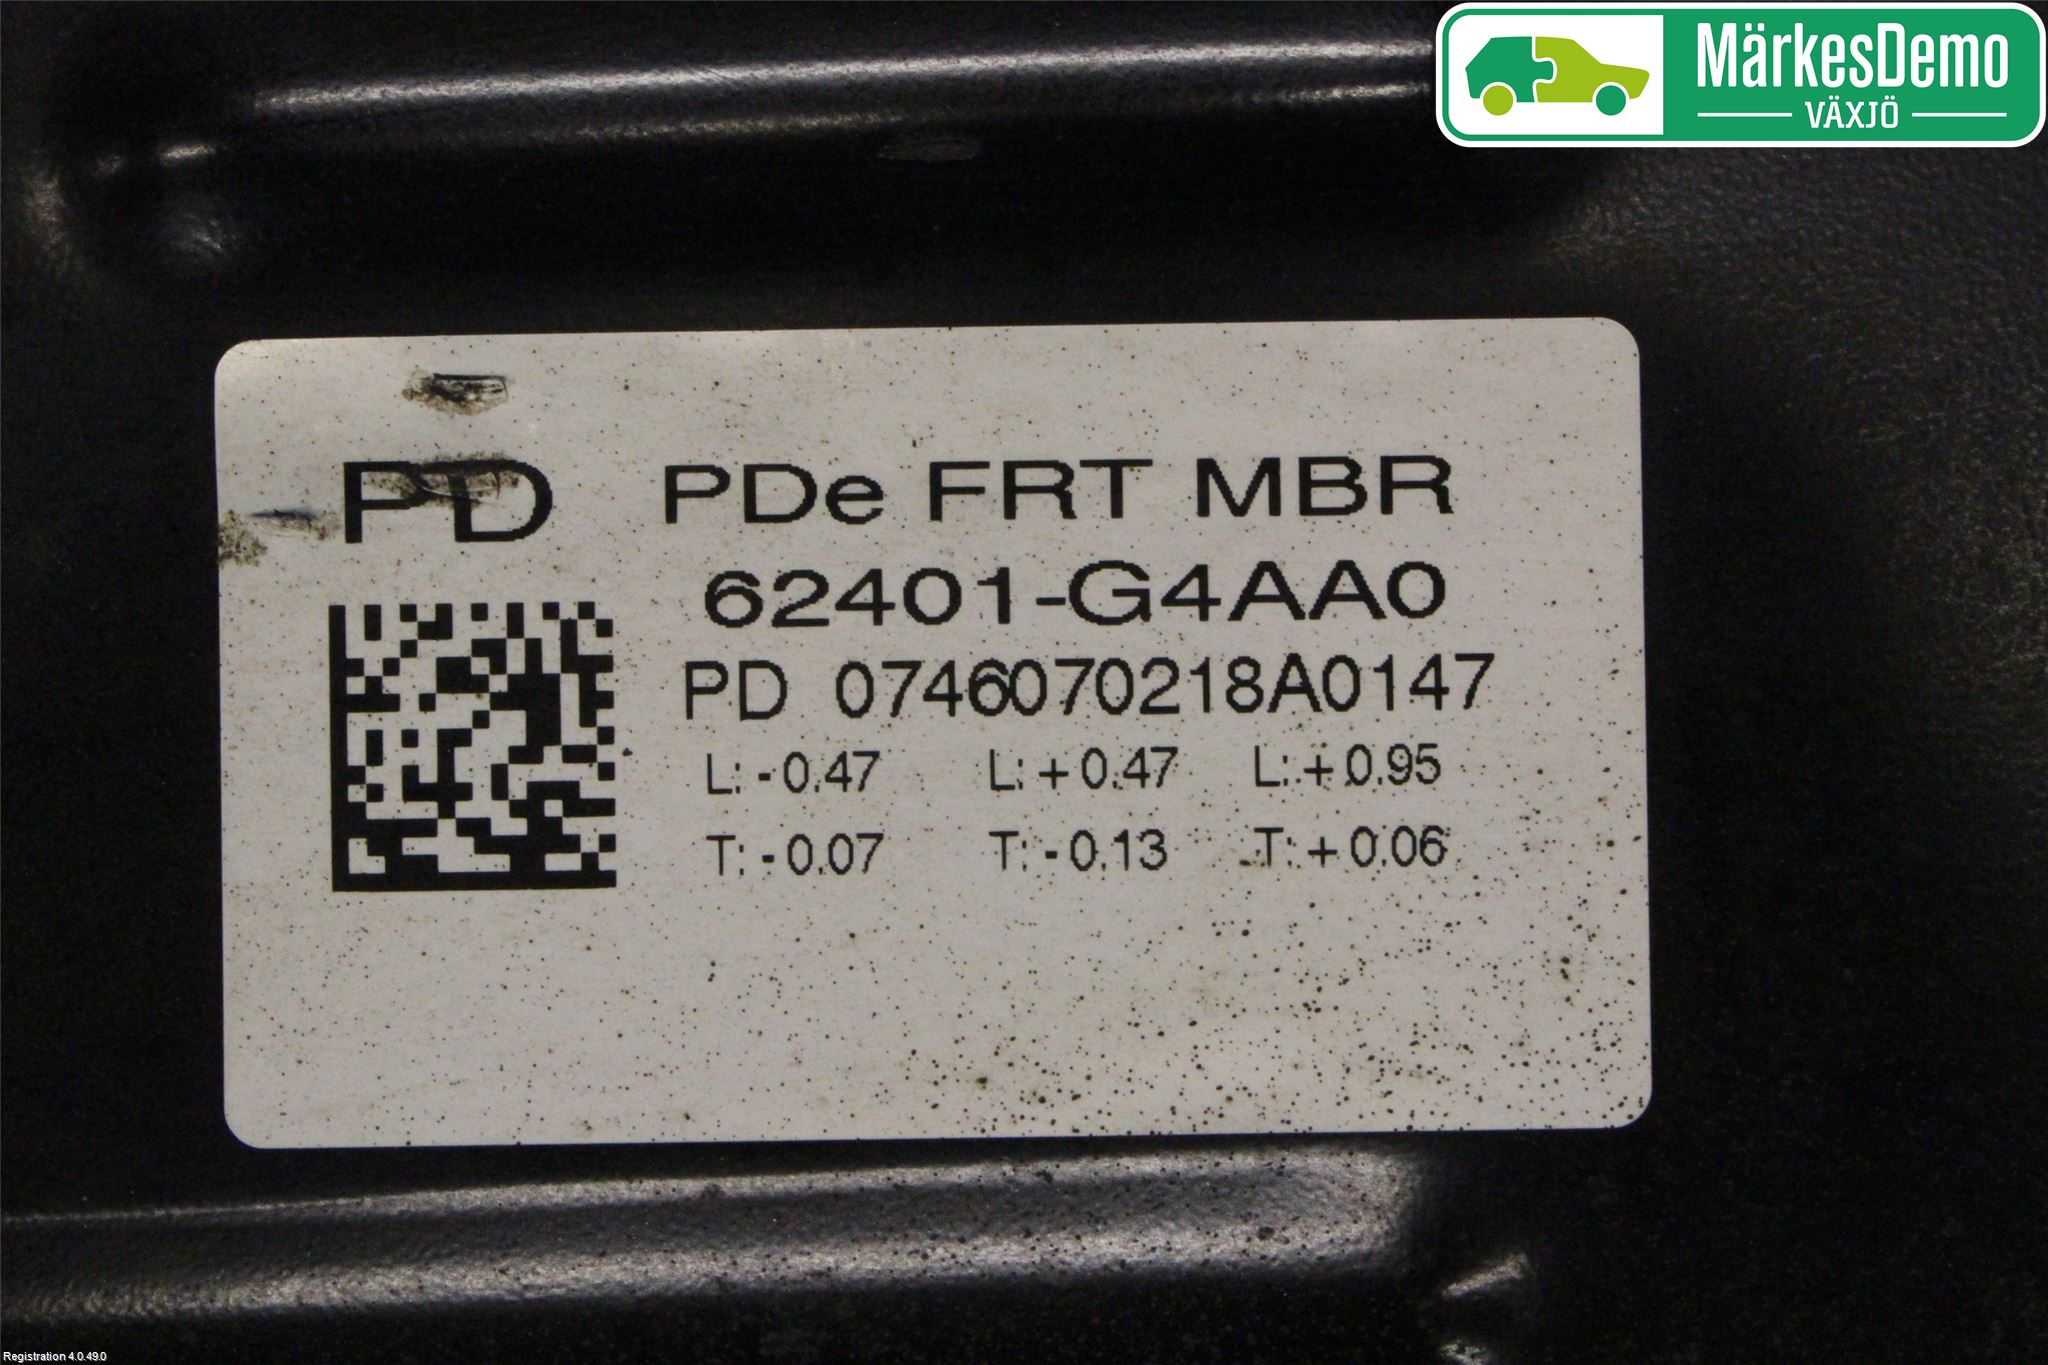 MärkesDemo
VÄXJÖ
PD PDe FRT MBR
62401-G4AA0
PD 0746070218A0147
L: -0.47 L: +0.47 L: +0.95
T: -0.07 T: -0.13 T: +0.06
Registration 4.0.49.0